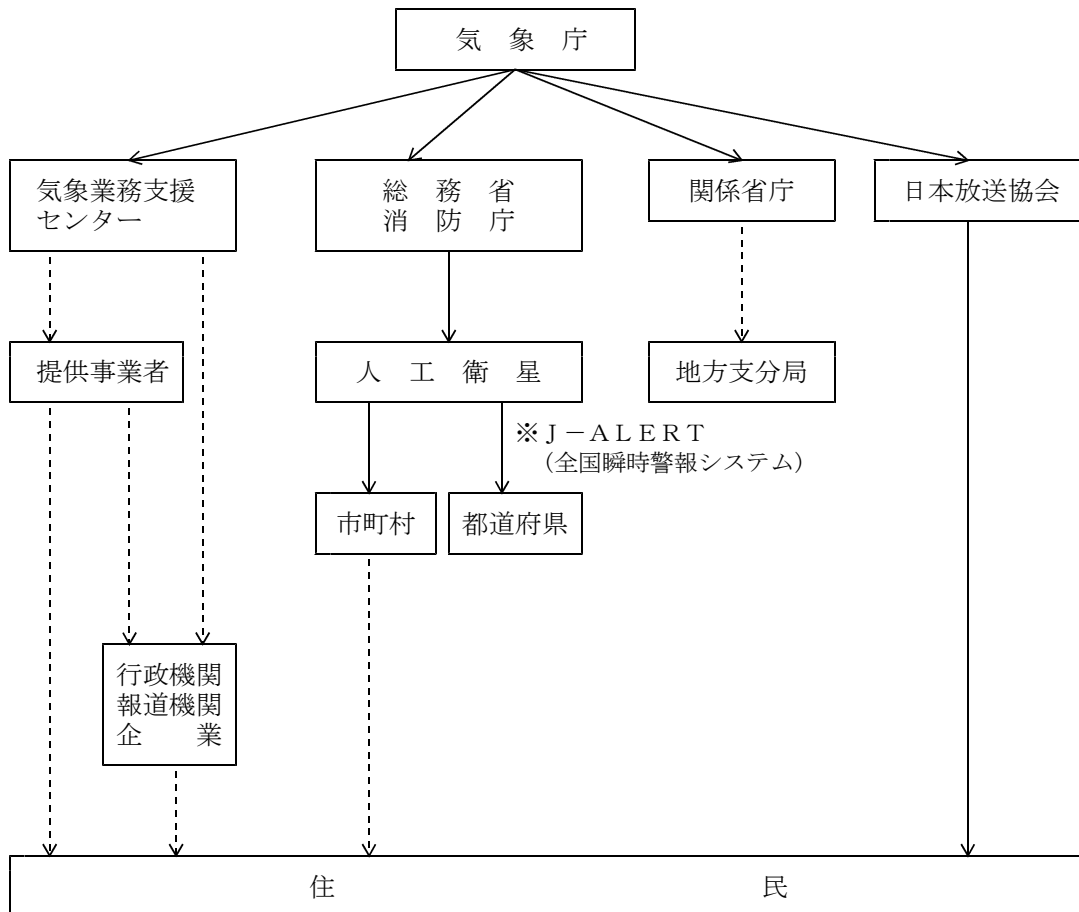 気　象　庁
気象業務支援
センター
総　務　省
消　防　庁
関係省庁
日本放送協会
提供事業者
人　工　衛　星
地方支分局
※Ｊ－ＡＬＥＲＴ
（全国瞬時警報システム）
市町村
都道府県
行政機関
報道機関
企　　業
住　　　　　　　　　　　　　　　　民